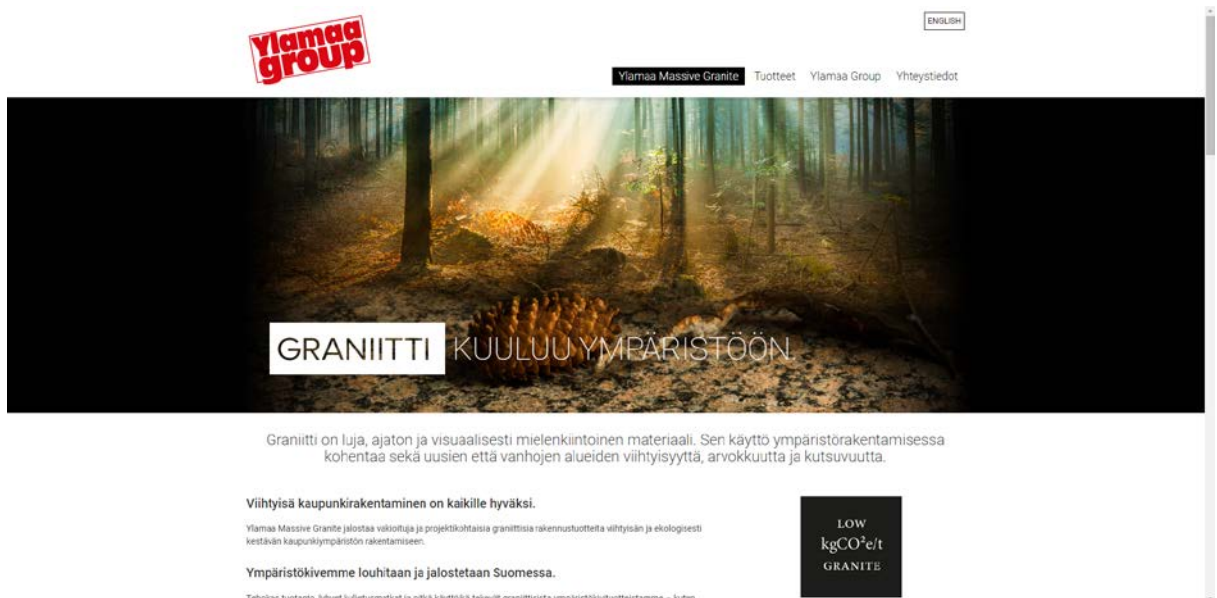 Ylamaa
group
ENGLISH
Ylamaa Massive Granite Tuotteet Ylamaa Group Yhteystiedot
GRANIITTI KUULUU YMPÄRISTÖÖN.
Graniitti on luja, ajaton ja visuaalisesti mielenkiintoinen materiaali. Sen käyttö ympäristörakentamisessa
kohentaa sekä uusien että vanhojen alueiden viihtyisyyttä, arvokkuutta ja kutsuvuutta.
Viihtyisä kaupunkirakentaminen on kaikille hyväksi.
Ylamaa Massive Granite jalostaa vakioituja ja projektikohtaisia graniittisia rakennustuotteita viihtyisän ja ekologisesti
kestävän kaupunkiympäristön rakentamiseen.
LOW
kgCO²e/t
GRANITE
Ympäristökivemme louhitaan ja jalostetaan Suomessa.